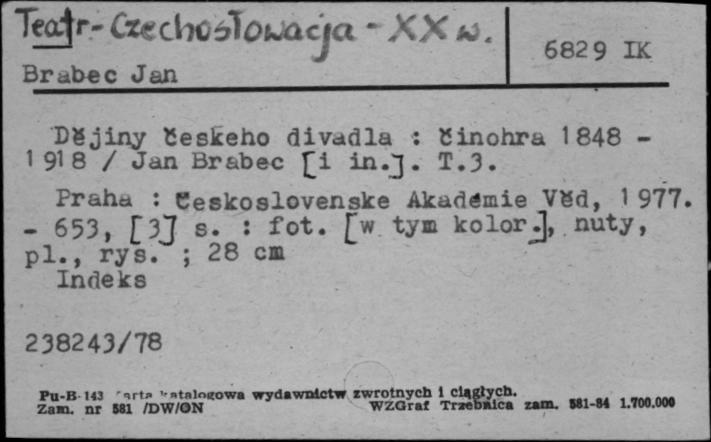 Teatr - Czechosłowacja - XX w.
6829 IK
Brabec Jan
Dějiny českeho divadla : činohra 1848 -
1918 / Jan Brabec [i in.]. T.3.
Praha : Československe Akademie Věd, 1977.
- 653, [3] s. : fot. [w tym kolor.], nuty,
pl., rys. ; 28 cm
Indeks
238243/78
Pu-B-143 karta katalogowa wydawnictw zwrotnych i ciągłych.
Zam. nr 581 /DW/ON WZGraf Trzebnica zam. 581-84 1.700.000